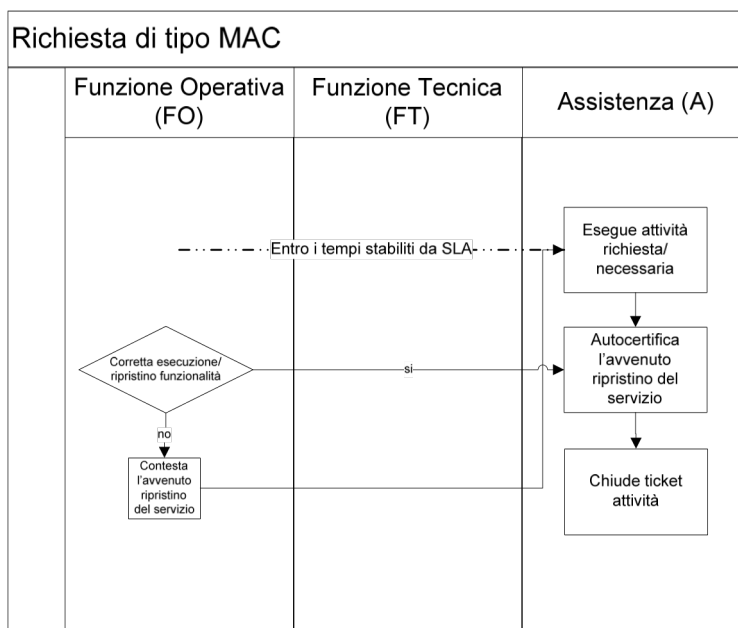 Richiesta di tipo MAC
Funzione Operativa
(FO)
Funzione Tecnica
(FT)
Assistenza (A)
Entro i tempi stabiliti da SLA
Esegue attività
richiesta/
necessaria
Corretta esecuzione/
ripristino funzionalità
si
Autocertifica
l’avvenuto
ripristino del
servizio
no
Contesta
l’avvenuto
ripristino
del servizio
Chiude ticket
attività